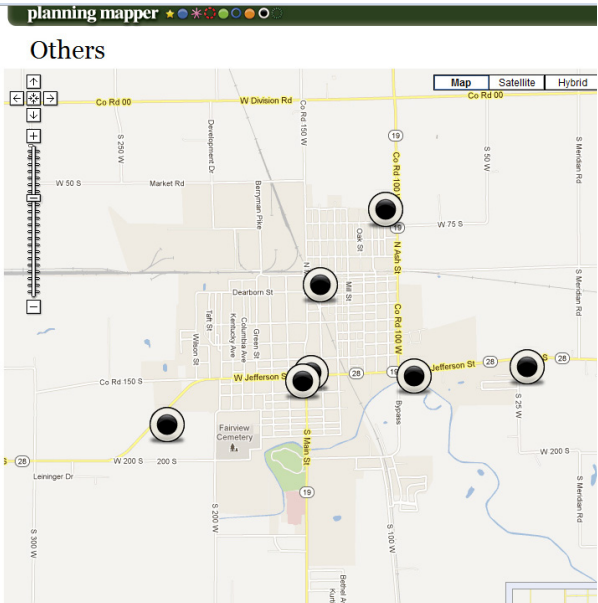 planning mapper
Others
Map
Satellite
Hybrid
Co Rd 00
W Division Rd
Co Rd 00
Co Rd 150 W
S 250 W
Development Dr
19
Co Rd 100 W
S 50 W
S Meridian Rd
W 50 S
Market Rd
Berryman Pike
Oak St
19
W 75 S
N Ash St
S Meridian Rd
Dearborn St
Mill St
Taft St
Kentucky Ave
Columbia Ave
Green St
Wilson St
Co Rd 100 W
Co Rd 150 S
W Jefferson S
28
Jefferson St
28
S
28
Bypass
S 25 W
Fairview
Cemetery
S Main St
28
W 200 S
200 S
W 200 S
Leininger Dr
19
S 200 W
S 100 W
S 300 W
S Meridian Rd
Bethel A
Kurt